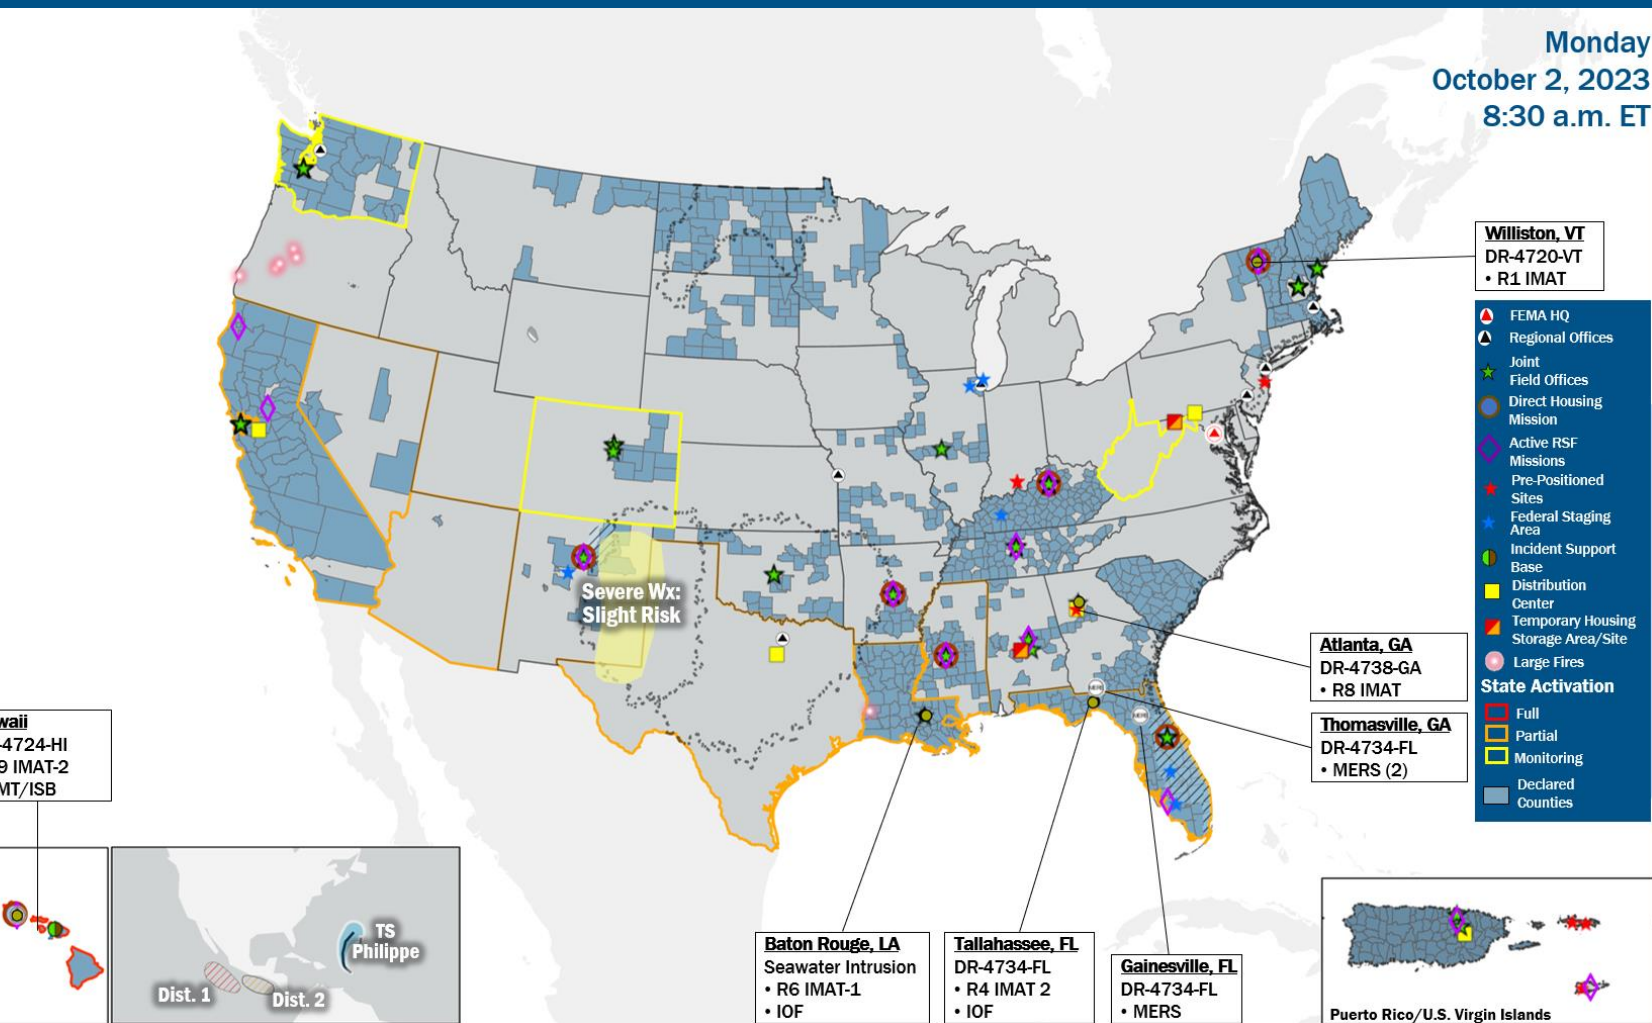 Monday
October 2, 2023
8:30 a.m. ET
Williston, VT
DR-4720-VT
• R1 IMAT
FEMA HQ
Regional Offices
Joint
Field Offices
Direct Housing
Mission
Active RSF
Missions
Pre-Positioned
Sites
Federal Staging
Area
Incident Support
Base
Distribution
Center
Temporary Housing
Storage Area/Site
Large Fires
State Activation
Full
Partial
Monitoring
Declared
Counties
Severe Wx:
Slight Risk
Atlanta, GA
DR-4738-GA
• R8 IMAT
Thomasville, GA
DR-4734-FL
• MERS (2)
MERS
MERS
waii
-4724-HI
9 IMAT-2
MT/ISB
TS
Philippe
Dist. 1
Dist. 2
Baton Rouge, LA
Seawater Intrusion
• R6 IMAT-1
• IOF
Tallahassee, FL
DR-4734-FL
• R4 IMAT 2
• IOF
Gainesville, FL
DR-4734-FL
• MERS
Puerto Rico/U.S. Virgin Islands